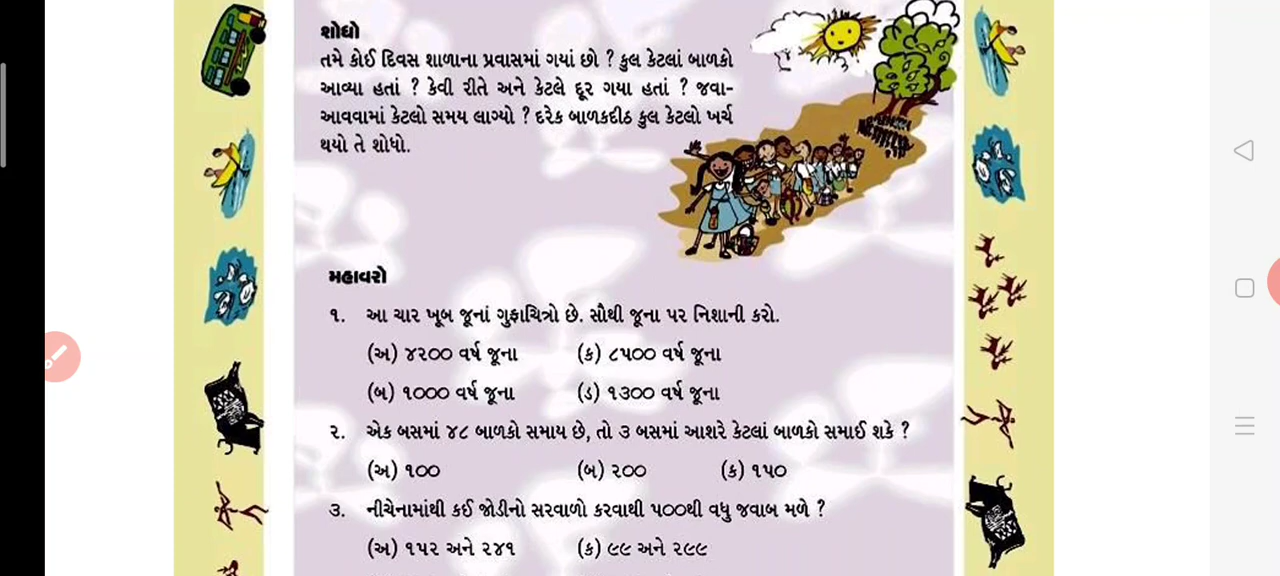 શોધો
તમે કોઈ દિવસ શાળાના પ્રવાસમાં ગયાં છો ? કુલ કેટલાં બાળકો
આવ્યા હતાં ? કેવી રીતે અને કેટલે દૂર ગયા હતાં ? જવા-
આવવામાં કેટલો સમય લાગ્યો ? દરેક બાળકદીઠ કુલ કેટલો ખર્ચ
થયો તે શોધો.
મહાવરો
૧. આ ચાર ખૂબ જૂનાં ગુફાચિત્રો છે. સૌથી જૂના પર નિશાની કરો.
(અ) ૪૨૦૦ વર્ષ જૂના (ક) ૮૫૦૦ વર્ષ જૂના
(બ) ૧૦૦૦ વર્ષ જૂના (ડ) ૧૩૦૦ વર્ષ જૂના
૨. એક બસમાં ૪૮ બાળકો સમાય છે, તો ૩ બસમાં આશરે કેટલાં બાળકો સમાઈ શકે ?
(અ) ૧૦૦ (બ) ૨૦૦ (ક) ૧૫૦
૩. નીચેનામાંથી કઈ જોડીનો સરવાળો કરવાથી ૫૦૦થી વધુ જવાબ મળે ?
(અ) ૧૫૨ અને ૨૪૧ (ક) ૯૯ અને ૨૯૯